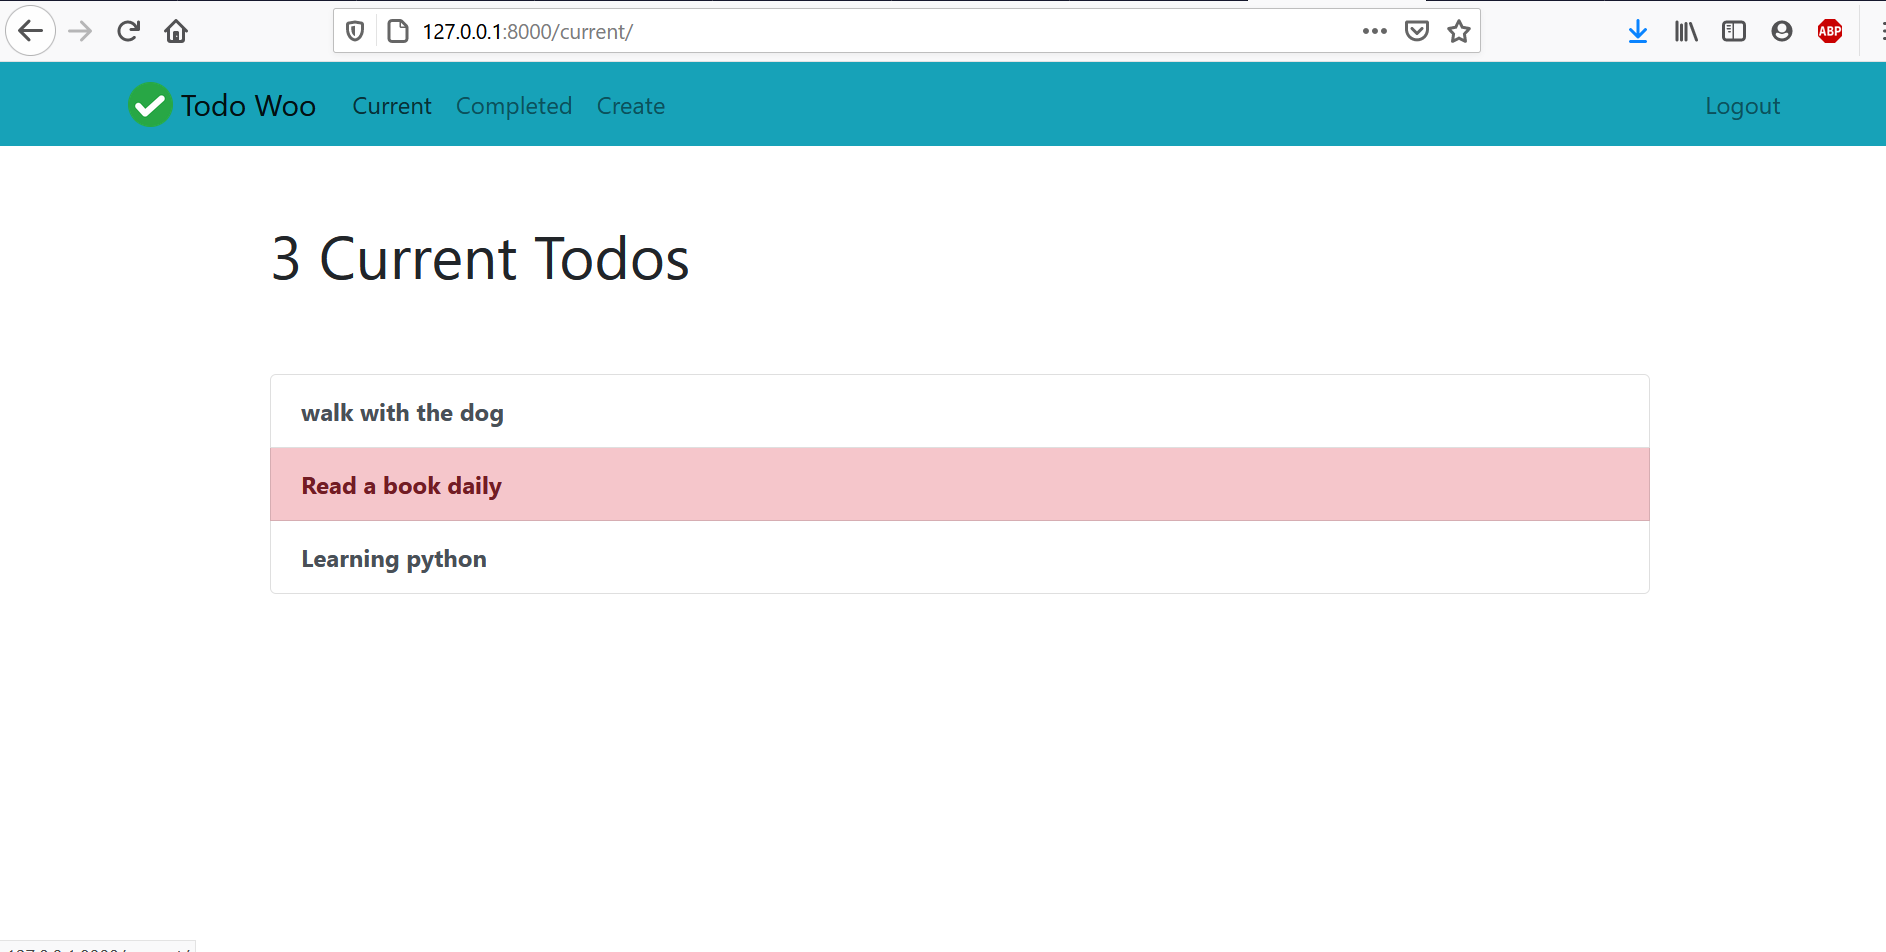 127.0.0.1:8000/current/
ABP
Todo Woo Current Completed Create Logout
3 Current Todos
walk with the dog
Read a book daily
Learning python